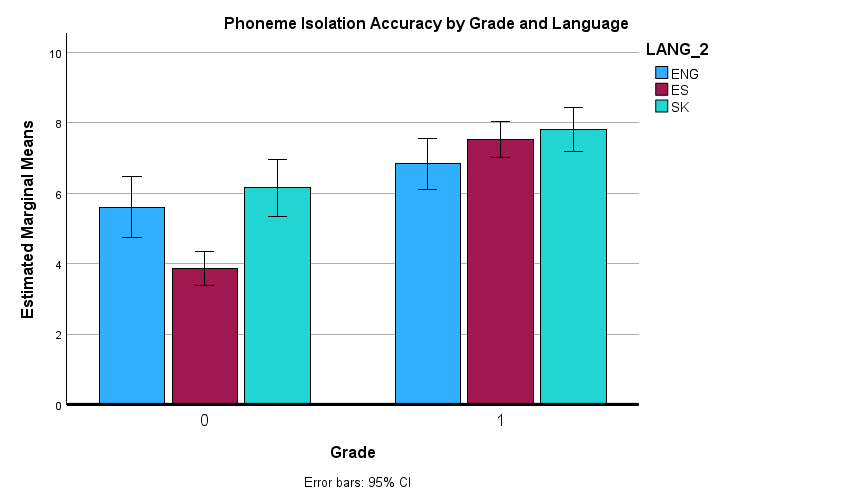 Phoneme Isolation Accuracy by Grade and Language
LANG_2
ENG
ES
SK
Estimated Marginal Means
10
8
6
4
2
0
0 1
Grade
Error bars: 95% CI